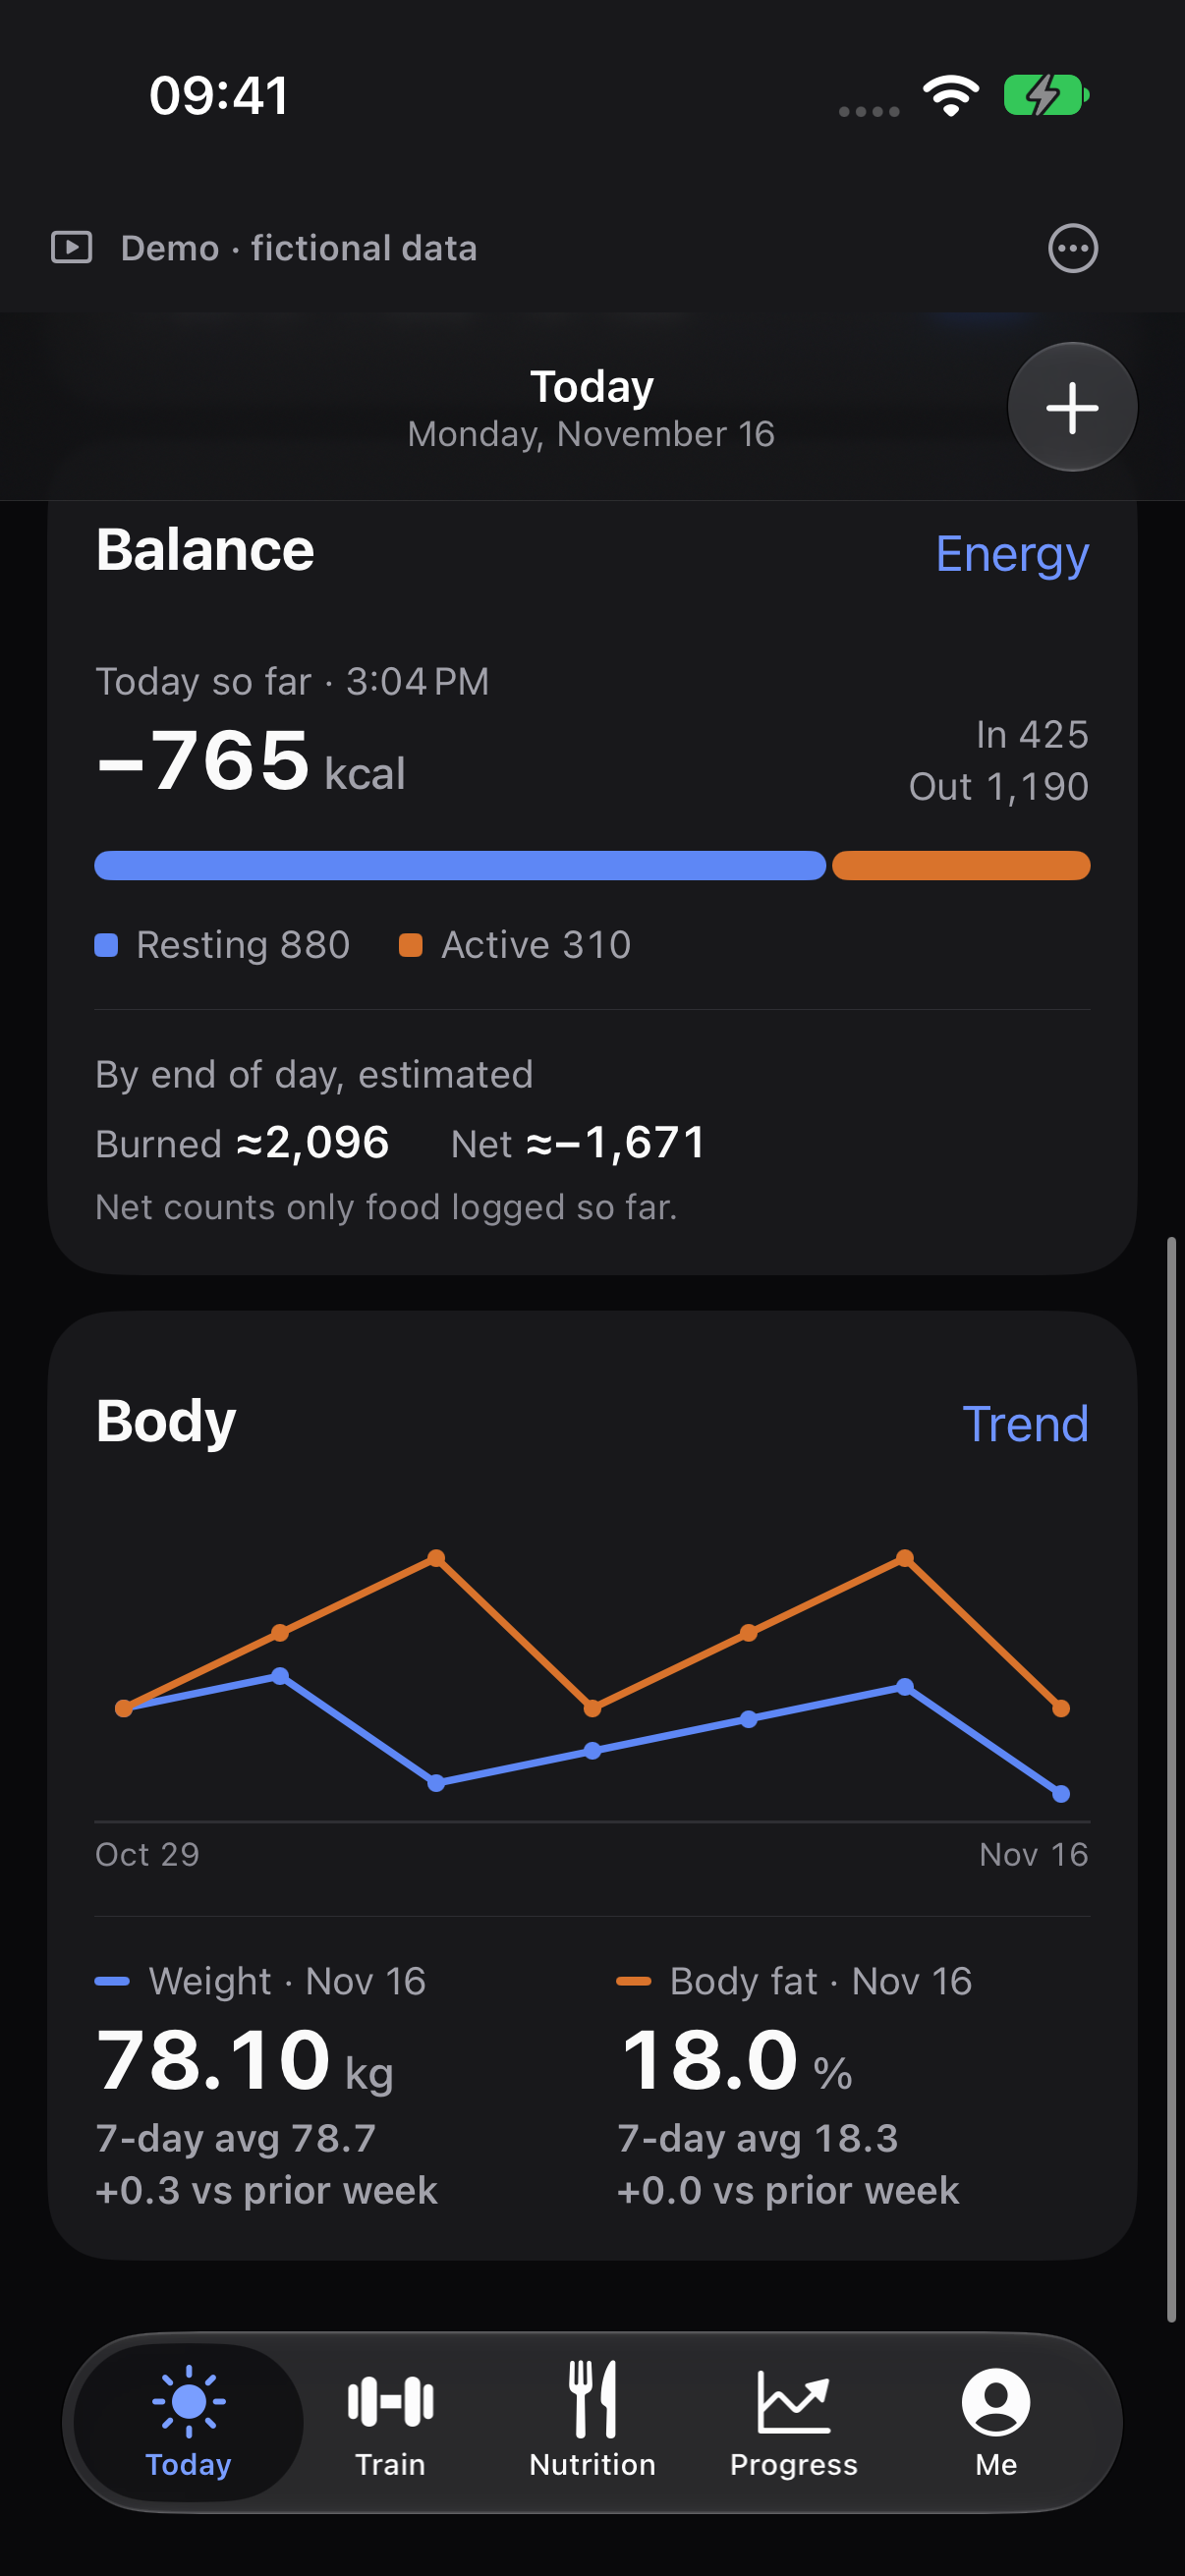 09:41
Demo · fictional data
Today
Monday, November 16
Balance
Energy
Today so far · 3:04 PM
−765 kcal
In 425
Out 1,190
Resting 880
Active 310
By end of day, estimated
Burned ≈2,096
Net ≈−1,671
Net counts only food logged so far.
Body
Trend
Oct 29
Nov 16
Weight · Nov 16
78.10 kg
7-day avg 78.7
+0.3 vs prior week
Body fat · Nov 16
18.0 %
7-day avg 18.3
+0.0 vs prior week
Today
Train
Nutrition
Progress
Me